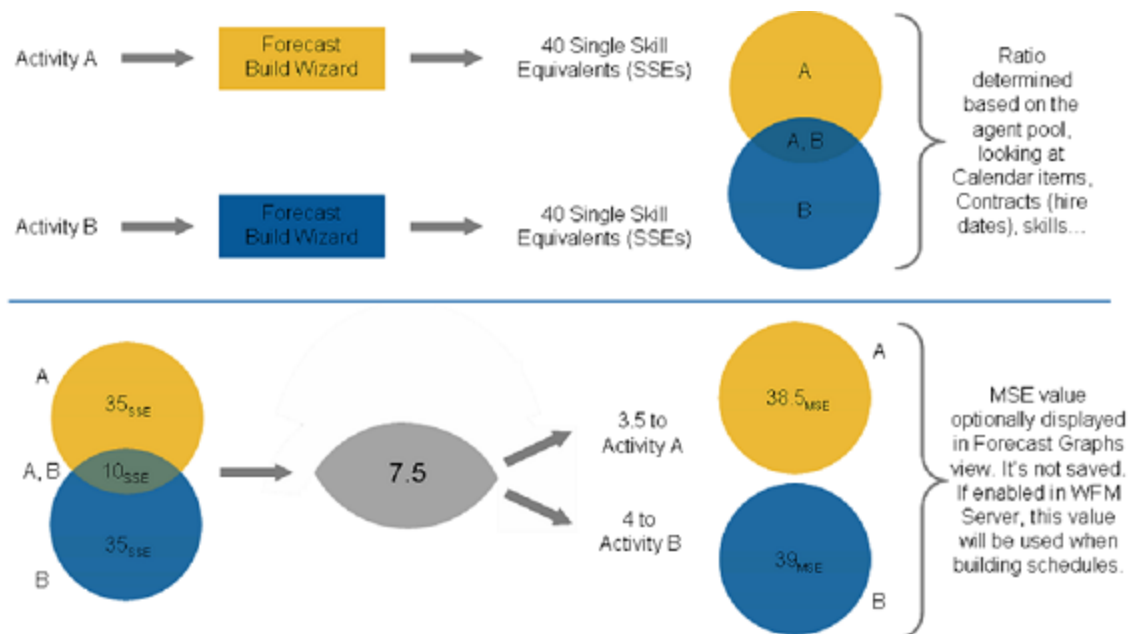 Activity A
Forecast
Build Wizard
40 Single Skill
Equivalents (SSEs)
A
A, B
B
Ratio
determined
based on the
agent pool,
looking at
Calendar items,
Contracts (hire
dates), skills...
Activity B
Forecast
Build Wizard
40 Single Skill
Equivalents (SSEs)
A
35SSE
A, B
10SSE
35SSE
B
7.5
3.5 to
Activity A
4 to
Activity B
A
38.5MSE
39MSE
B
MSE value
optionally displayed
in Forecast Graphs
view. It's not saved.
If enabled in WFM
Server, this value
will be used when
building schedules.